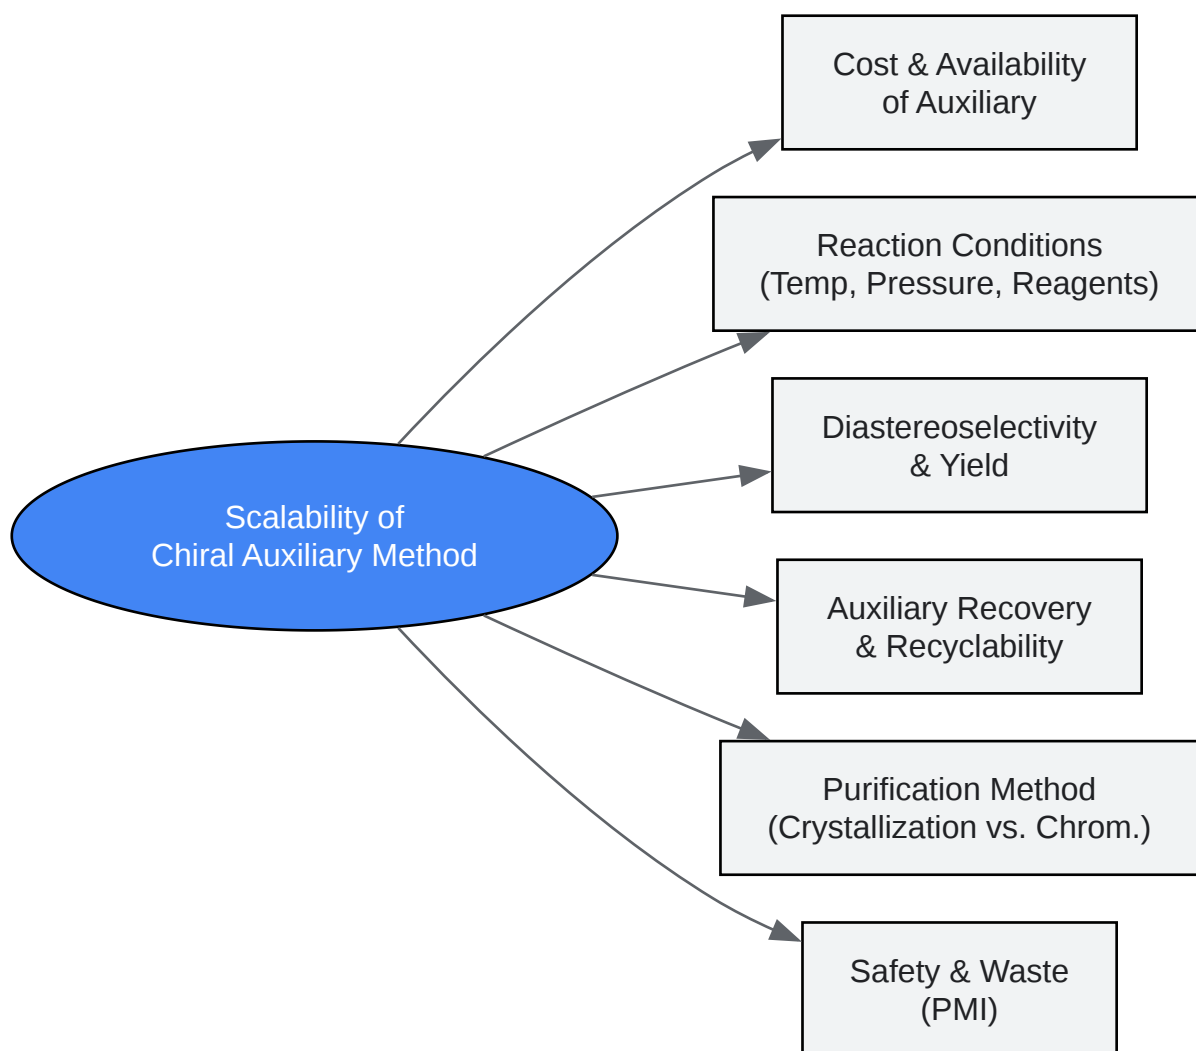 Cost & Availability
of Auxiliary
Reaction Conditions
(Temp, Pressure, Reagents)
Diastereoselectivity
& Yield
Scalability of
Chiral Auxiliary Method
Auxiliary Recovery
& Recyclability
Purification Method
(Crystallization vs. Chrom.)
Safety & Waste
(PMI)